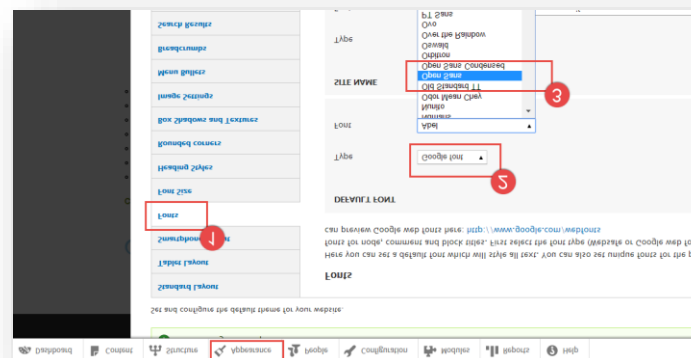 Dashboard Content Structure Appearance People Configuration Modules Reports Help
Set and configure the default theme for your website.
Standard Layout
Tablet Layout
Smartphone
1
Fonts
Font Size
Heading Styles
Rounded corners
Box Shadows and Textures
Image Settings
Menu Bullets
Breadcrumbs
Search Results
Fonts
Here you can set a default font which will style all text. You can also set unique fonts for the
fonts for node, comment and block titles. First select the font type (Websafe or Google web
can preview Google web fonts here: http://www.google.com/webfonts
DEFAULT FONT
2
Type Google font
Font Abel
Numans
Nunito
Odor Mean Chey
Old Standard TT
3
Open Sans
Open Sans Condensed
Orbitron
Oswald
Over the Rainbow
Ovo
PT Sans
SITE NAME
Type